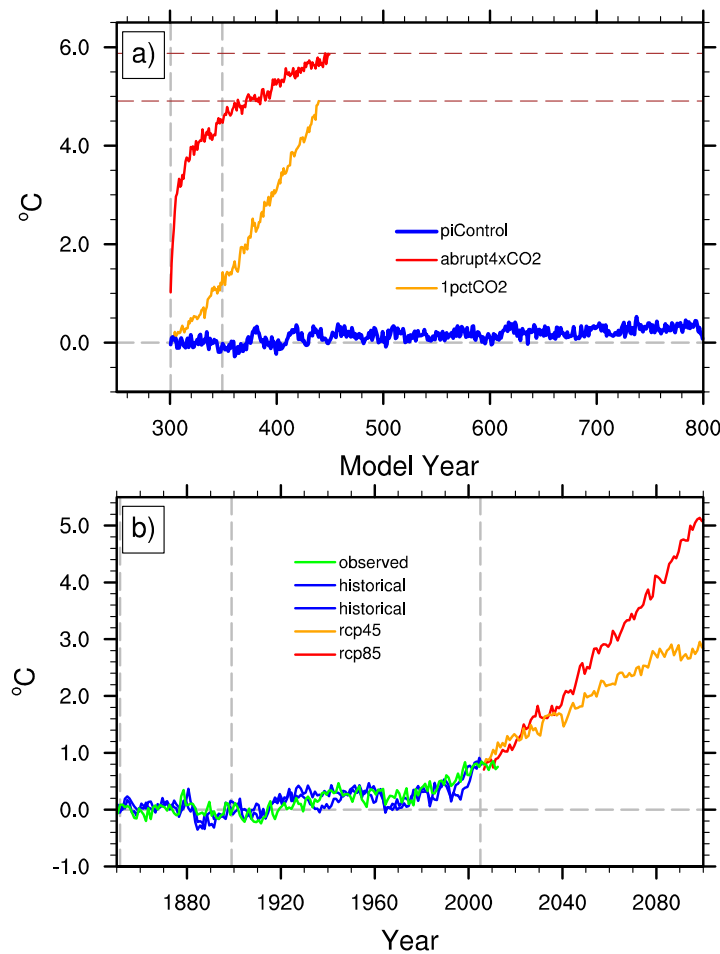 a)
6.0
4.0
2.0
0.0
°C
piControl
abrupt4xCO2
1pctCO2
300 400 500 600 700 800
Model Year
b)
5.0
4.0
3.0
2.0
1.0
0.0
-1.0
°C
observed
historical
historical
rcp45
rcp85
1880 1920 1960 2000 2040 2080
Year